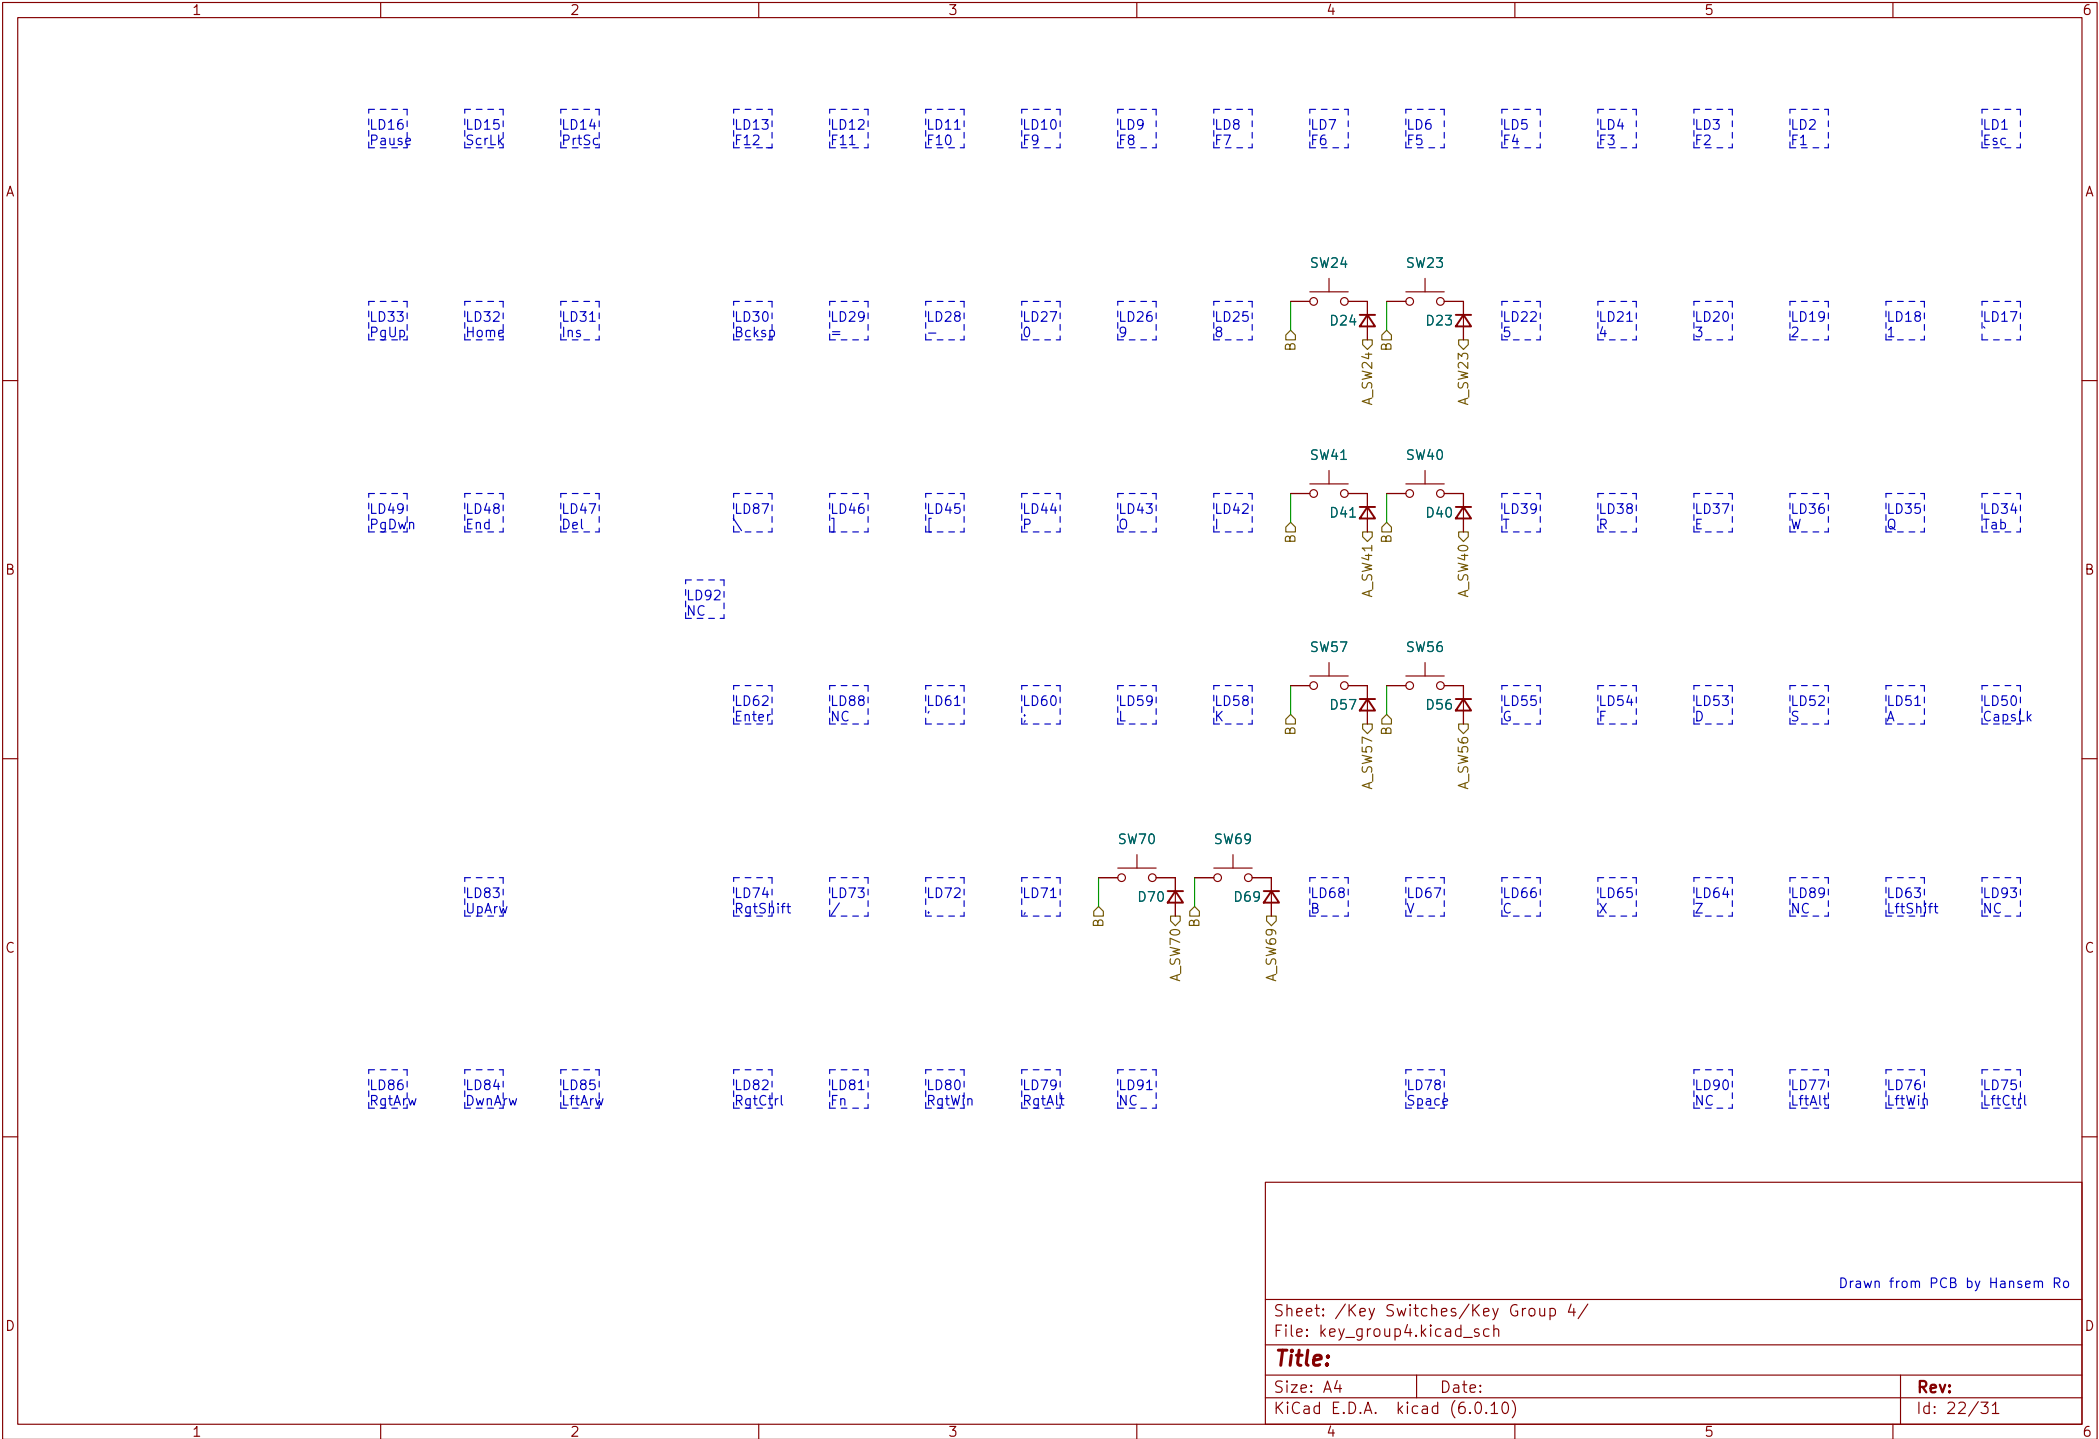 1 2 3 4 5 6
LD16 LD15 LD14 LD13 LD12 LD11 LD10 LD9 LD8 LD7 LD6 LD5 LD4 LD3 LD2 LD1
Pause ScrLk PrtSc F12 F11 F10 F9 F8 F7 F6 F5 F4 F3 F2 F1 Esc
A A
SW24 SW23
LD33 LD32 LD31 LD30 LD29 LD28 LD27 LD26 LD25 D24 D23 LD22 LD21 LD20 LD19 LD18 LD17
PgUp Home Ins Bcksp = - 0 9 8 B B 5 4 3 2 1 `
A_SW24 A_SW23
SW41 SW40
LD49 LD48 LD47 LD87 LD46 LD45 LD44 LD43 LD42 D41 D40 LD39 LD38 LD37 LD36 LD35 LD34
PgDwn End Del \ ] [ P O I B B T R E W Q Tab
A_SW41 A_SW40
B B
LD92
NC
SW57 SW56
LD62 LD88 LD61 LD60 LD59 LD58 D57 D56 LD55 LD54 LD53 LD52 LD51 LD50
Enter NC ' ; L K B B G F D S A CapsLk
A_SW57 A_SW56
SW70 SW69
LD83 LD74 LD73 LD72 LD71 D70 D69 LD68 LD67 LD66 LD65 LD64 LD89 LD63 LD93
UpArw RgtShift / . , B B B V C X Z NC LftShift NC
A_SW70 A_SW69
C C
LD86 LD84 LD85 LD82 LD81 LD80 LD79 LD91 LD78 LD90 LD77 LD76 LD75
RgtArw DwnArw LftArw RgtCtrl Fn RgtWin RgtAlt NC Space NC LftAlt LftWin LftCtrl
Drawn from PCB by Hansem Ro
Sheet: /Key Switches/Key Group 4/
File: key_group4.kicad_sch
D D
Title:
Size: A4 Date: Rev:
KiCad E.D.A. kicad (6.0.10) Id: 22/31
1 2 3 4 5 6